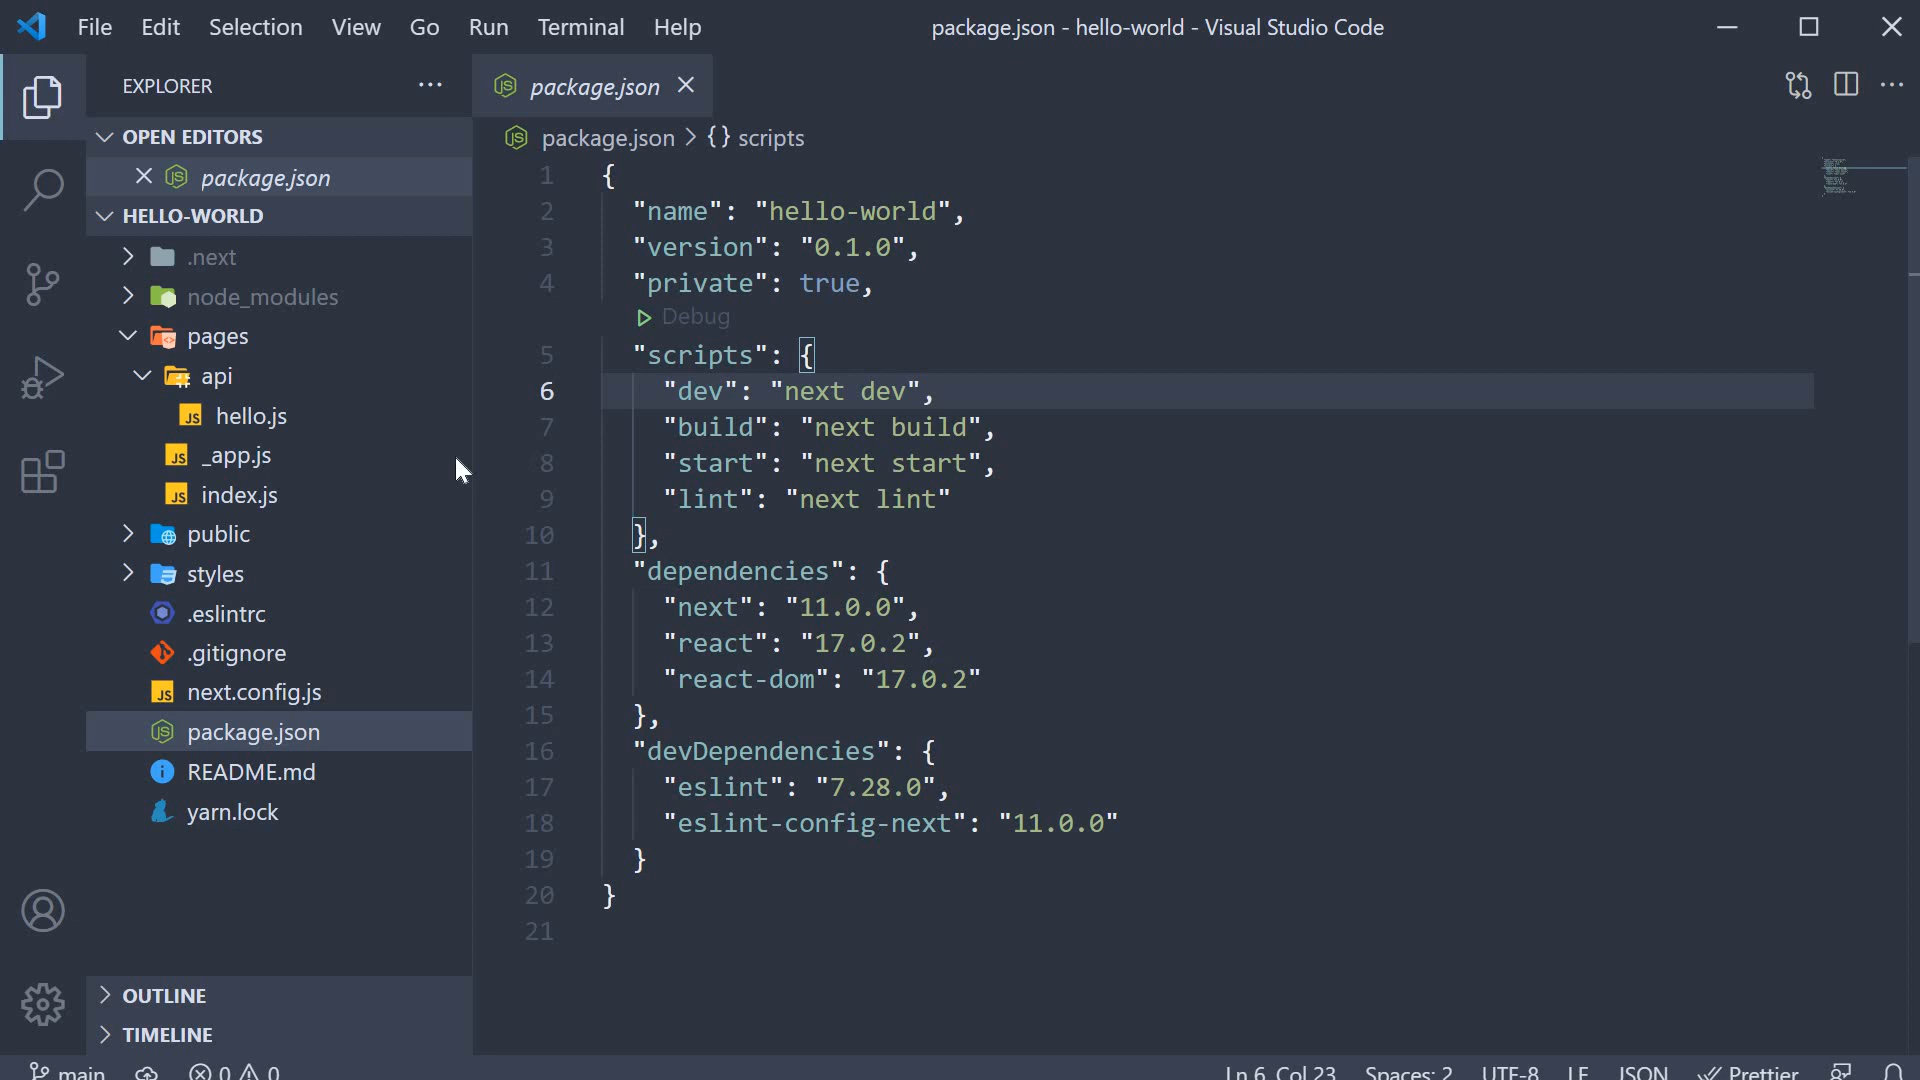 File Edit Selection View Go Run Terminal Help package.json - hello-world - Visual Studio Code
EXPLORER
OPEN EDITORS
package.json
HELLO-WORLD
.next
node_modules
pages
api
hello.js
_app.js
index.js
public
styles
.eslintrc
.gitignore
next.config.js
package.json
README.md
yarn.lock
OUTLINE
TIMELINE
package.json
package.json > {} scripts
1 {
2 "name": "hello-world",
3 "version": "0.1.0",
4 "private": true,
Debug
5 "scripts": {
6 "dev": "next dev",
7 "build": "next build",
8 "start": "next start",
9 "lint": "next lint"
10 },
11 "dependencies": {
12 "next": "11.0.0",
13 "react": "17.0.2",
14 "react-dom": "17.0.2"
15 },
16 "devDependencies": {
17 "eslint": "7.28.0",
18 "eslint-config-next": "11.0.0"
19 }
20 }
21
main 0 0 Ln 6, Col 23 Spaces: 2 UTF-8 LF JSON Prettier